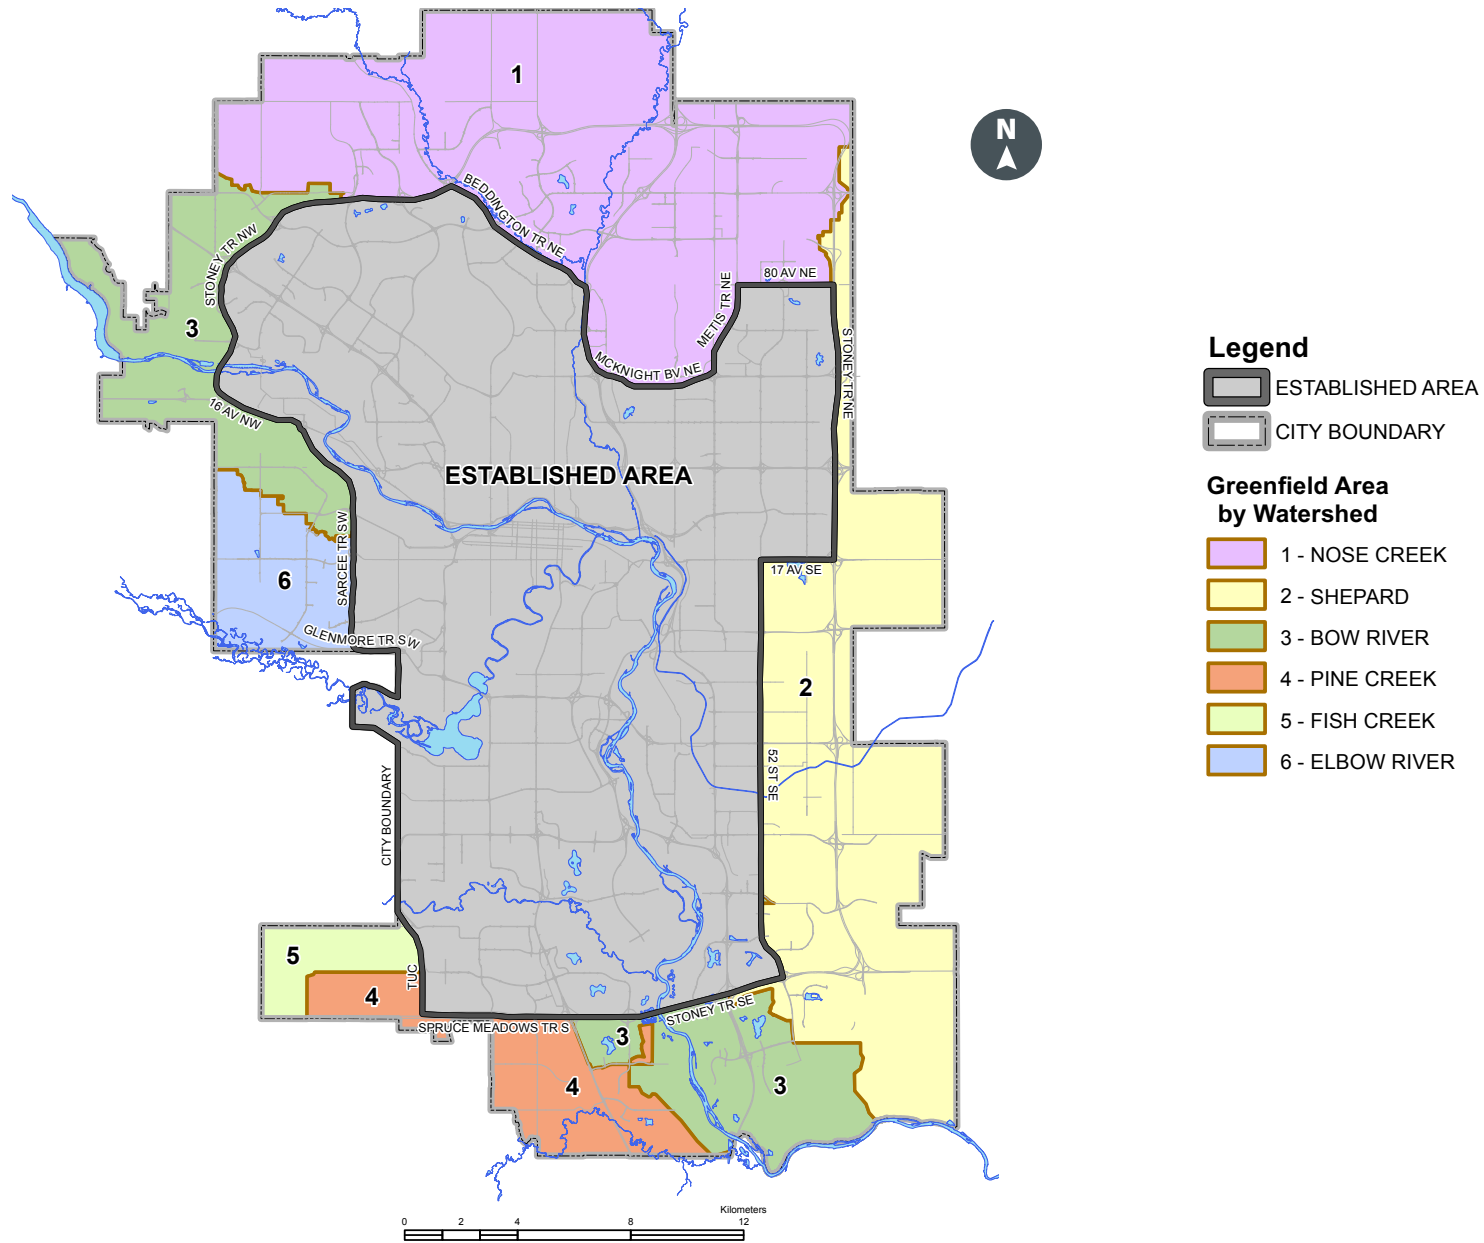 1
N
BEDDINGTON TR NE
STONEY TR NW
80 AV NE
METIS TR NE
3
STONEY TR NE
MCKNIGHT BV NE
16 AV NW
ESTABLISHED AREA
SARCEE TR SW
17 AV SE
6
GLENMORE TR SW
2
52 ST SE
CITY BOUNDARY
5
4
TUC
STONEY TR SE
SPRUCE MEADOWS TR S
3
4
3
Kilometers
0 2 4 8 12
Legend
ESTABLISHED AREA
CITY BOUNDARY
Greenfield Area
by Watershed
1 - NOSE CREEK
2 - SHEPARD
3 - BOW RIVER
4 - PINE CREEK
5 - FISH CREEK
6 - ELBOW RIVER